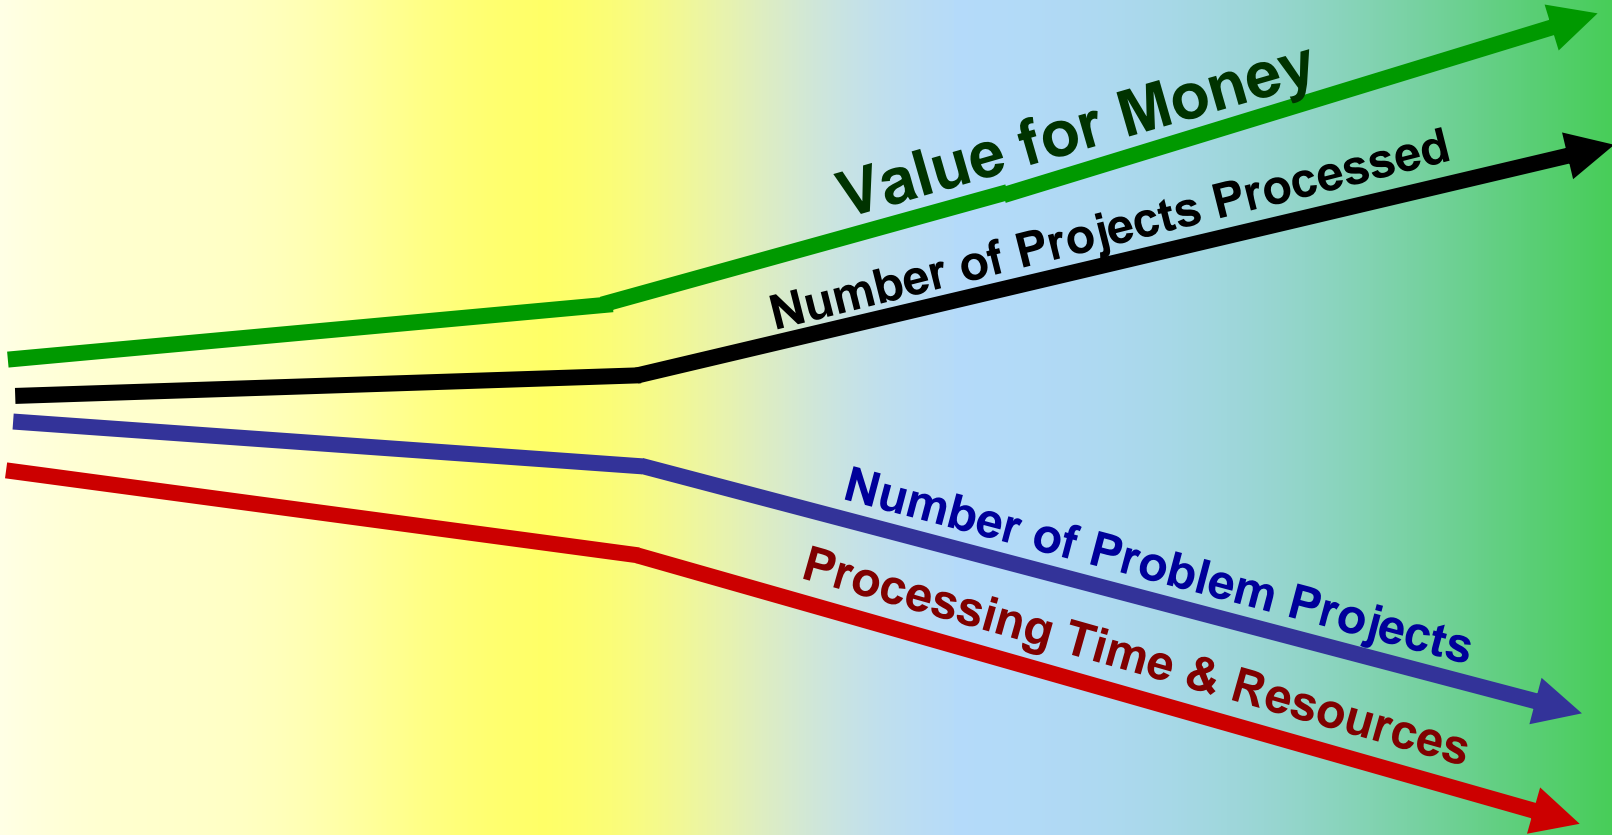 Value for Money
Number of Projects Processed
Number of Problem Projects
Processing Time & Resources